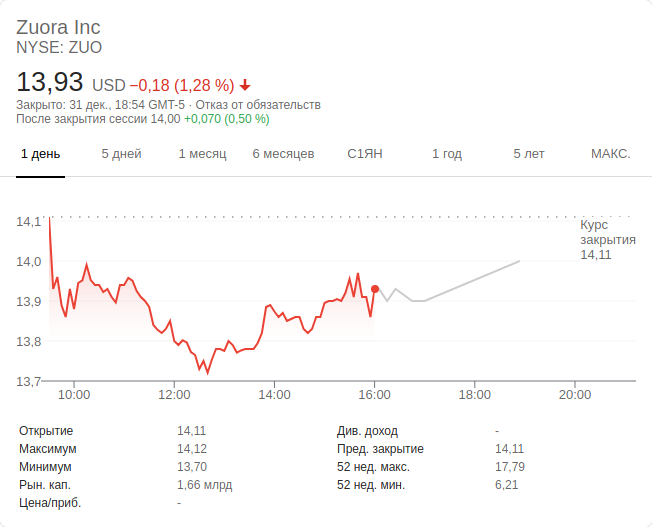 Zuora Inc
NYSE: ZUO
13,93 USD −0,18 (1,28 %)
Закрыто: 31 дек., 18:54 GMT-5 · Отказ от обязательств
После закрытия сессии 14,00 +0,070 (0,50 %)
1 день 5 дней 1 месяц 6 месяцев С1ЯН 1 год 5 лет МАКС.
14,1
14,0
13,9
13,8
13,7
Курс
закрытия
14,11
10:00 12:00 14:00 16:00 18:00 20:00
Открытие 14,11 Див. доход -
Максимум 14,12 Пред. закрытие 14,11
Минимум 13,70 52 нед. макс. 17,79
Рын. кап. 1,66 млрд 52 нед. мин. 6,21
Цена/приб. -